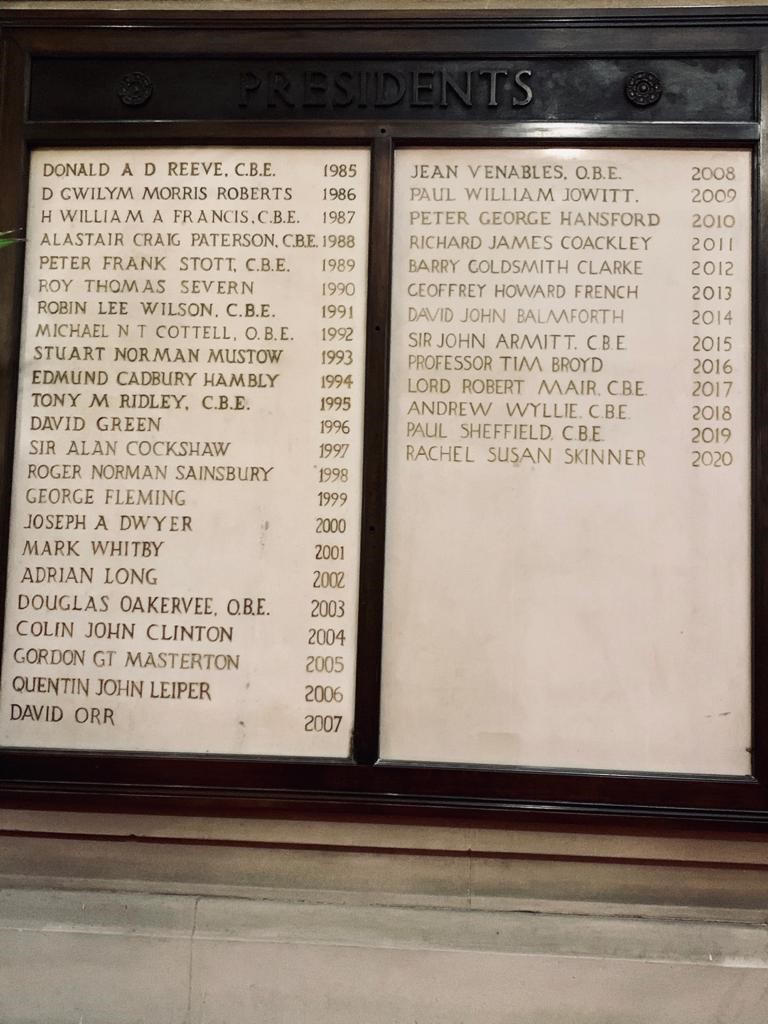 PRESIDENTS
DONALD A D REEVE, C.B.E. 1985
D GWILYM MORRIS ROBERTS 1986
H WILLIAM A FRANCIS, C.B.E. 1987
ALASTAIR CRAIG PATERSON, C.B.E. 1988
PETER FRANK STOTT, C.B.E. 1989
ROY THOMAS SEVERN 1990
ROBIN LEE WILSON, C.B.E. 1991
MICHAEL N T COTTELL, O.B.E. 1992
STUART NORMAN MUSTOW 1993
EDMUND CADBURY HAMBLY 1994
TONY M RIDLEY, C.B.E. 1995
DAVID GREEN 1996
SIR ALAN COCKSHAW 1997
ROGER NORMAN SAINSBURY 1998
GEORGE FLEMING 1999
JOSEPH A DWYER 2000
MARK WHITBY 2001
ADRIAN LONG 2002
DOUGLAS OAKERVEE, O.B.E. 2003
COLIN JOHN CLINTON 2004
GORDON GT MASTERTON 2005
QUENTIN JOHN LEIPER 2006
DAVID ORR 2007
JEAN VENABLES, O.B.E. 2008
PAUL WILLIAM JOWITT. 2009
PETER GEORGE HANSFORD 2010
RICHARD JAMES COACKLEY 2011
BARRY GOLDSMITH CLARKE 2012
GEOFFREY HOWARD FRENCH 2013
DAVID JOHN BALMFORTH 2014
SIR JOHN ARMITT. C.B.E. 2015
PROFESSOR TIM BROYD 2016
LORD ROBERT MAIR. C.B.E. 2017
ANDREW WYLLIE. C.B.E. 2018
PAUL SHEFFIELD. C.B.E. 2019
RACHEL SUSAN SKINNER 2020